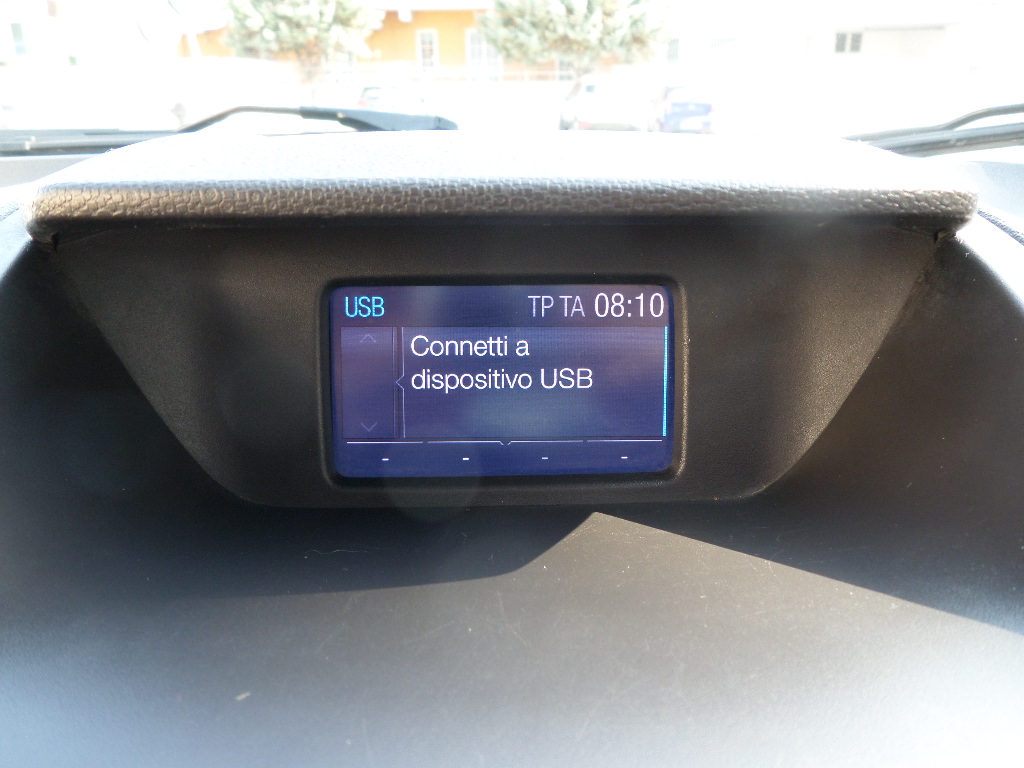 USB TP TA 08:10
Connetti a
dispositivo USB